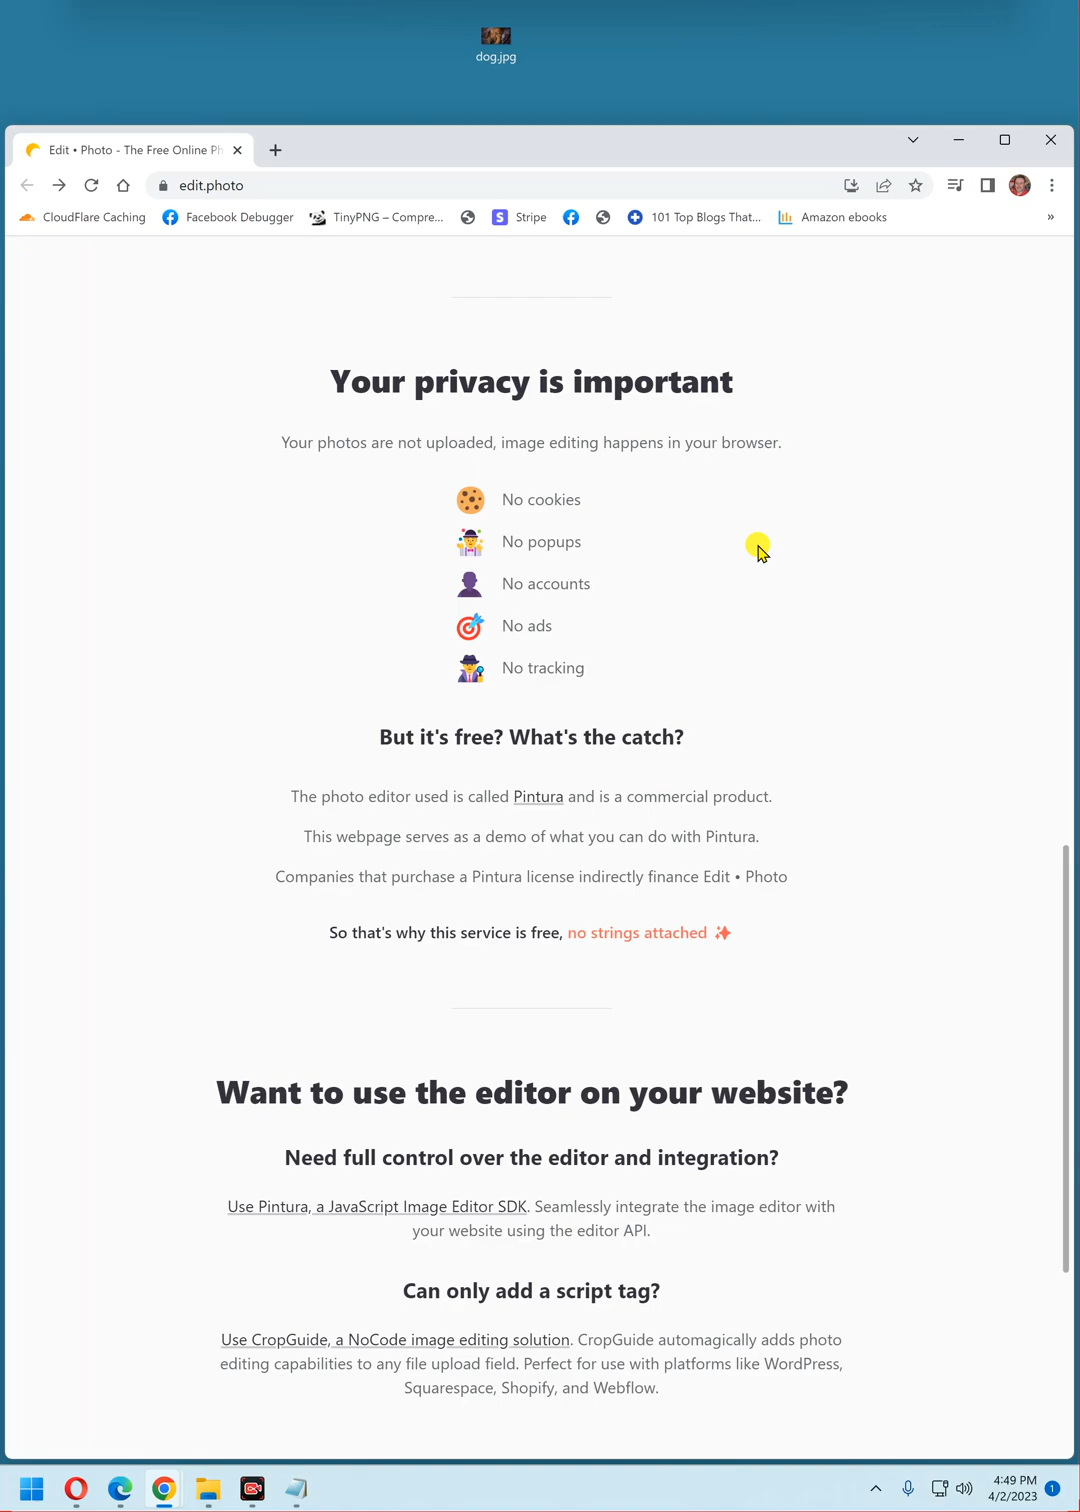 dog.jpg
Edit • Photo - The Free Online Ph
edit.photo
CloudFlare Caching Facebook Debugger TinyPNG – Compre... Stripe 101 Top Blogs That... Amazon ebooks »
Your privacy is important
Your photos are not uploaded, image editing happens in your browser.
No cookies
No popups
No accounts
No ads
No tracking
But it's free? What's the catch?
The photo editor used is called Pintura and is a commercial product.
This webpage serves as a demo of what you can do with Pintura.
Companies that purchase a Pintura license indirectly finance Edit • Photo
So that's why this service is free, no strings attached
Want to use the editor on your website?
Need full control over the editor and integration?
Use Pintura, a JavaScript Image Editor SDK. Seamlessly integrate the image editor with
your website using the editor API.
Can only add a script tag?
Use CropGuide, a NoCode image editing solution. CropGuide automagically adds photo
editing capabilities to any file upload field. Perfect for use with platforms like WordPress,
Squarespace, Shopify, and Webflow.
4:49 PM
4/2/2023
1